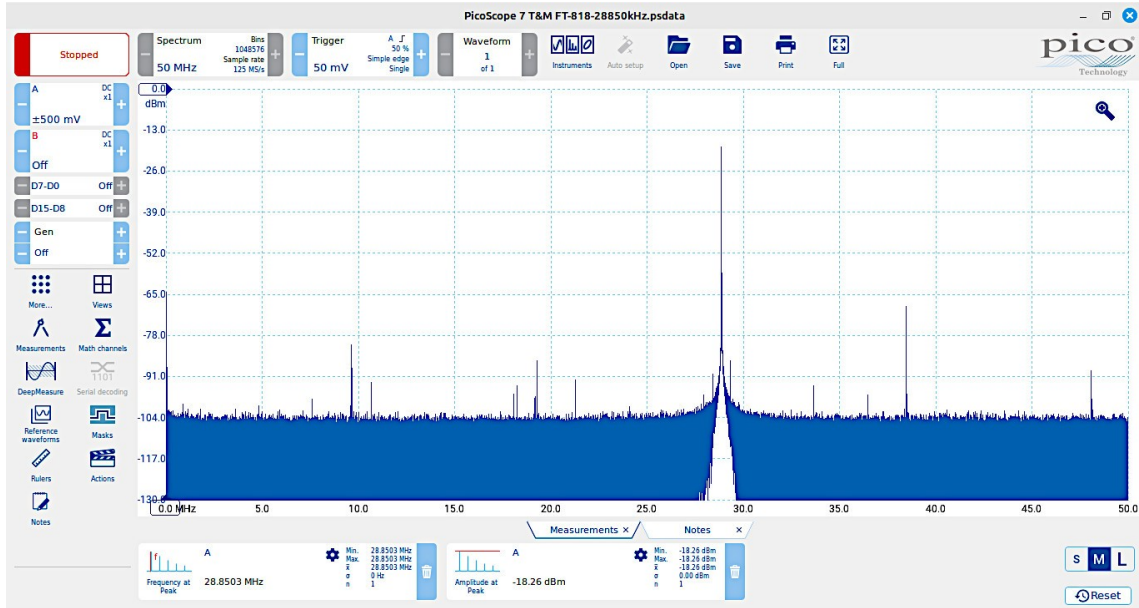 PicoScope 7 T&M FT-818-28850kHz.psdata
Stopped
Spectrum
50 MHz
Bins
1048576
Sample rate
125 MS/s
Trigger
50 mV
A
50 %
Simple edge
Single
Waveform
1
of 1
Instruments
Auto setup
Open
Save
Print
Full
pico
Technology
A
DC
x1
±500 mV
B
DC
x1
Off
D7-D0 Off
D15-D8 Off
Gen
Off
More...
Views
Measurements
Math channels
DeepMeasure
1101
Serial decoding
Reference
waveforms
Masks
Rulers
Actions
Notes
0.0
dBm
-13.0
-26.0
-39.0
-52.0
-65.0
-78.0
-91.0
-104.0
-117.0
-130.0
0.0 MHz 5.0 10.0 15.0 20.0 25.0 30.0 35.0 40.0 45.0 50.0
Measurements ×
Notes ×
f
Frequency at
Peak
A
28.8503 MHz
Min. 28.8503 MHz
Max. 28.8503 MHz
x̄ 28.8503 MHz
σ 0 Hz
n 1
Amplitude at
Peak
A
-18.26 dBm
Min. -18.26 dBm
Max. -18.26 dBm
x̄ -18.26 dBm
σ 0.00 dBm
n 1
S M L
Reset